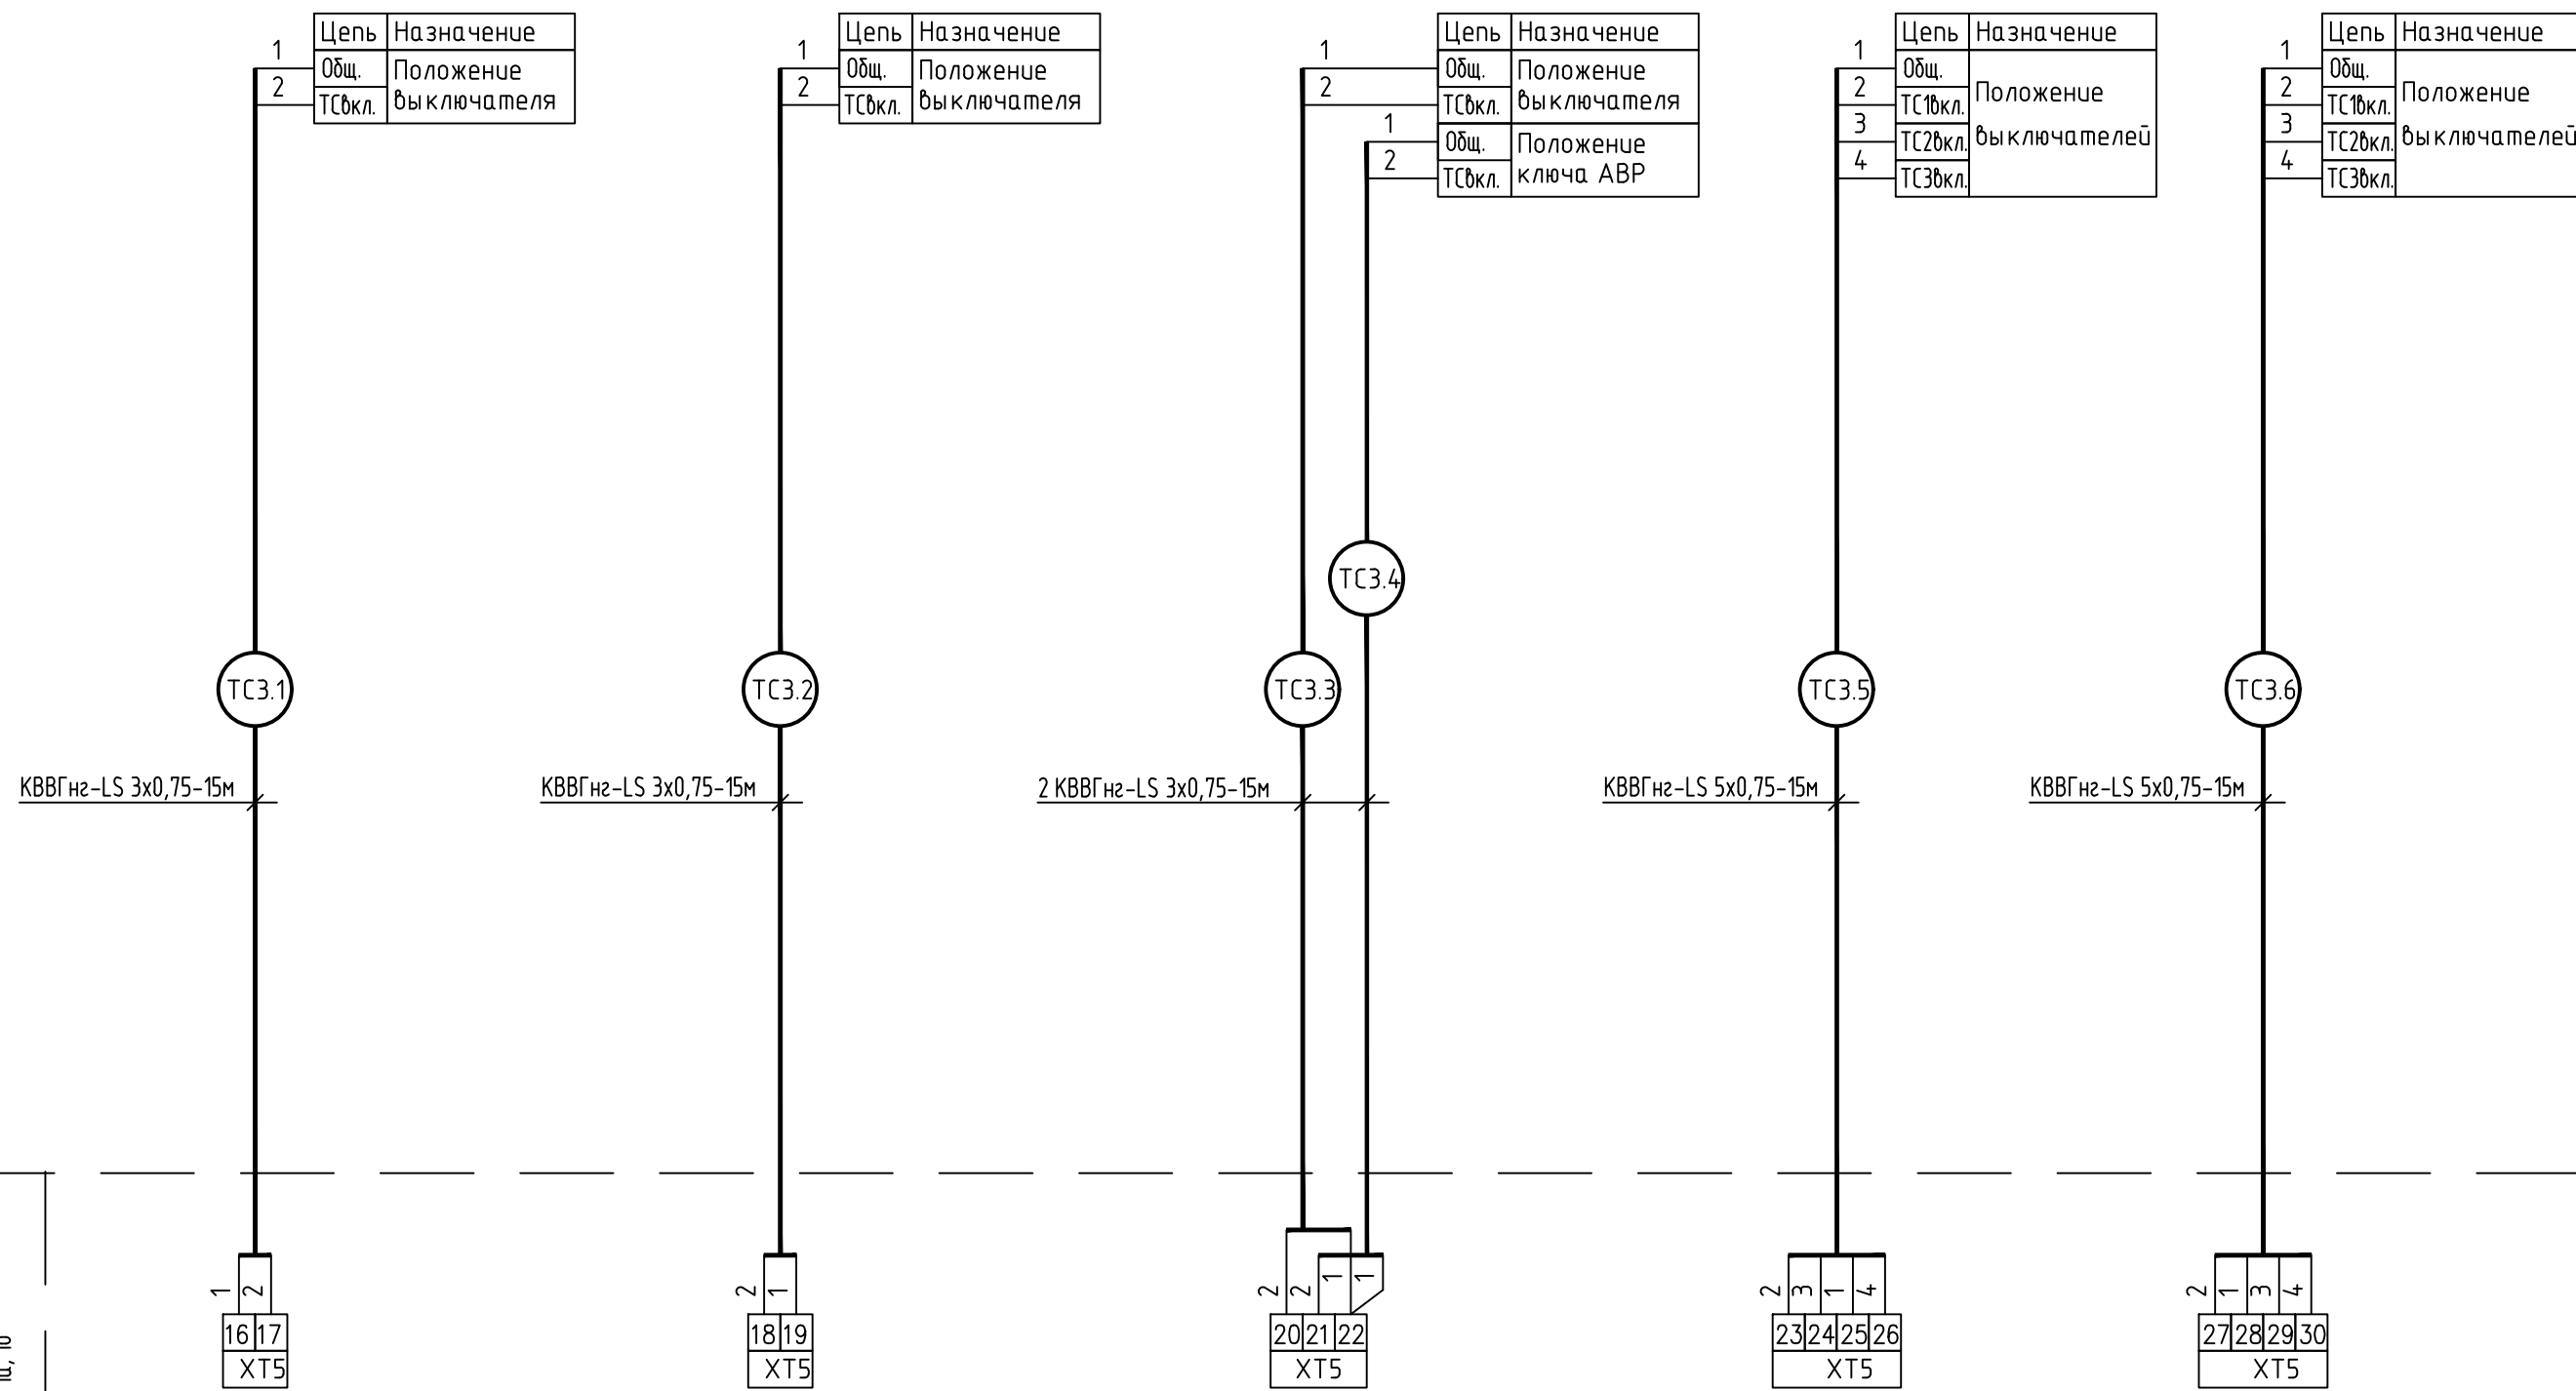 Цепь Назначение
1 Общ. Положение
2 ТСвкл. выключателя
Цепь Назначение
1 Общ. Положение
2 ТСвкл. выключателя
Цепь Назначение
1 Общ. Положение
2 ТСвкл. выключателя
1 Общ. Положение
2 ТСвкл. ключа АВР
Цепь Назначение
1 Общ.
2 ТС1вкл. Положение
3 ТС2вкл. выключателей
4 ТС3вкл.
Цепь Назначение
1 Общ.
2 ТС1вкл. Положение
3 ТС2вкл. выключателей
4 ТС3вкл.
ТС3.4
ТС3.1
ТС3.2
ТС3.3
ТС3.5
ТС3.6
КВВГнг-LS 3х0,75-15м
КВВГнг-LS 3х0,75-15м
2 КВВГнг-LS 3х0,75-15м
КВВГнг-LS 5х0,75-15м
КВВГнг-LS 5х0,75-15м
1 2
2 1
2 2 1 1
2 3 1 4
2 1 3 4
16 17
18 19
20 21 22
23 24 25 26
27 28 29 30
ХТ5
ХТ5
ХТ5
ХТ5
ХТ5